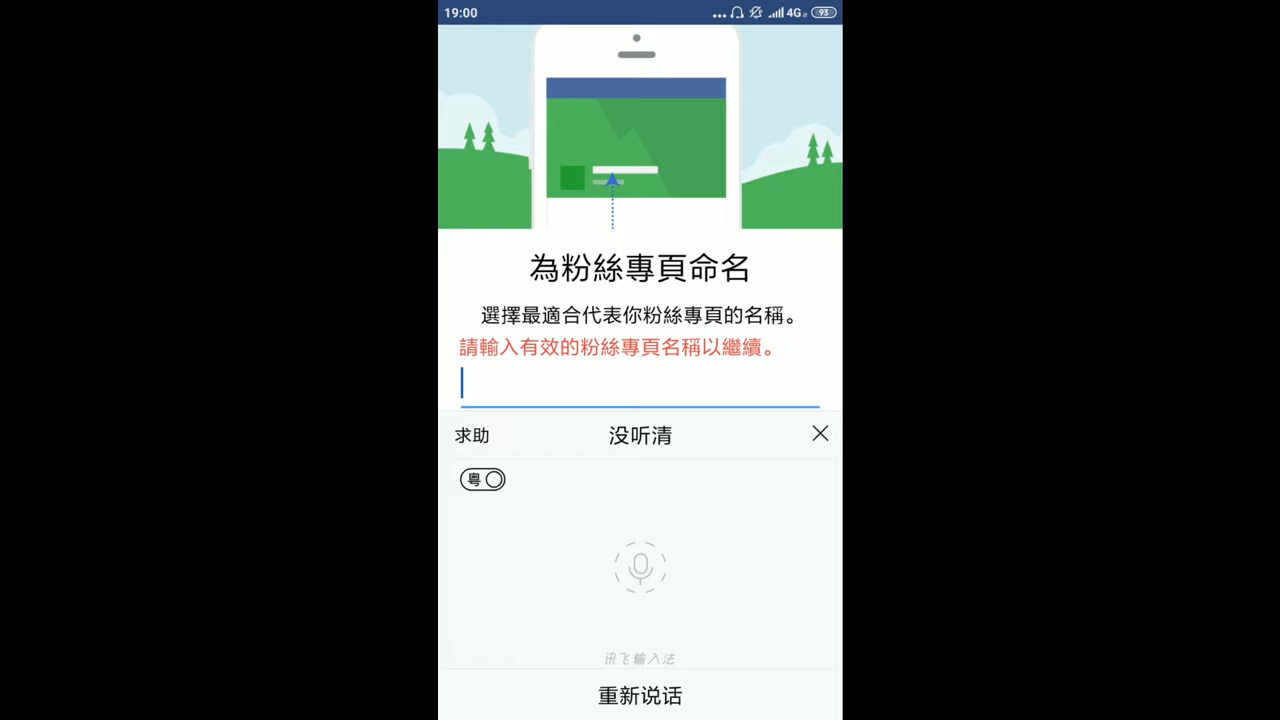 19:00
4G
93
為粉絲專頁命名
選擇最適合代表你粉絲專頁的名稱。
請輸入有效的粉絲專頁名稱以繼續。
求助
没听清
粤
讯飞输入法
重新说话